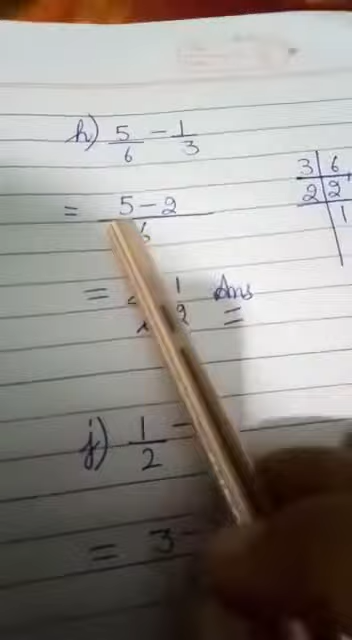 h) 5/6 - 1/3
3 | 6
= 5 - 2 / 6
2 | 2
1
= 1/2 Ans
j) 1/2 -
= 3 -